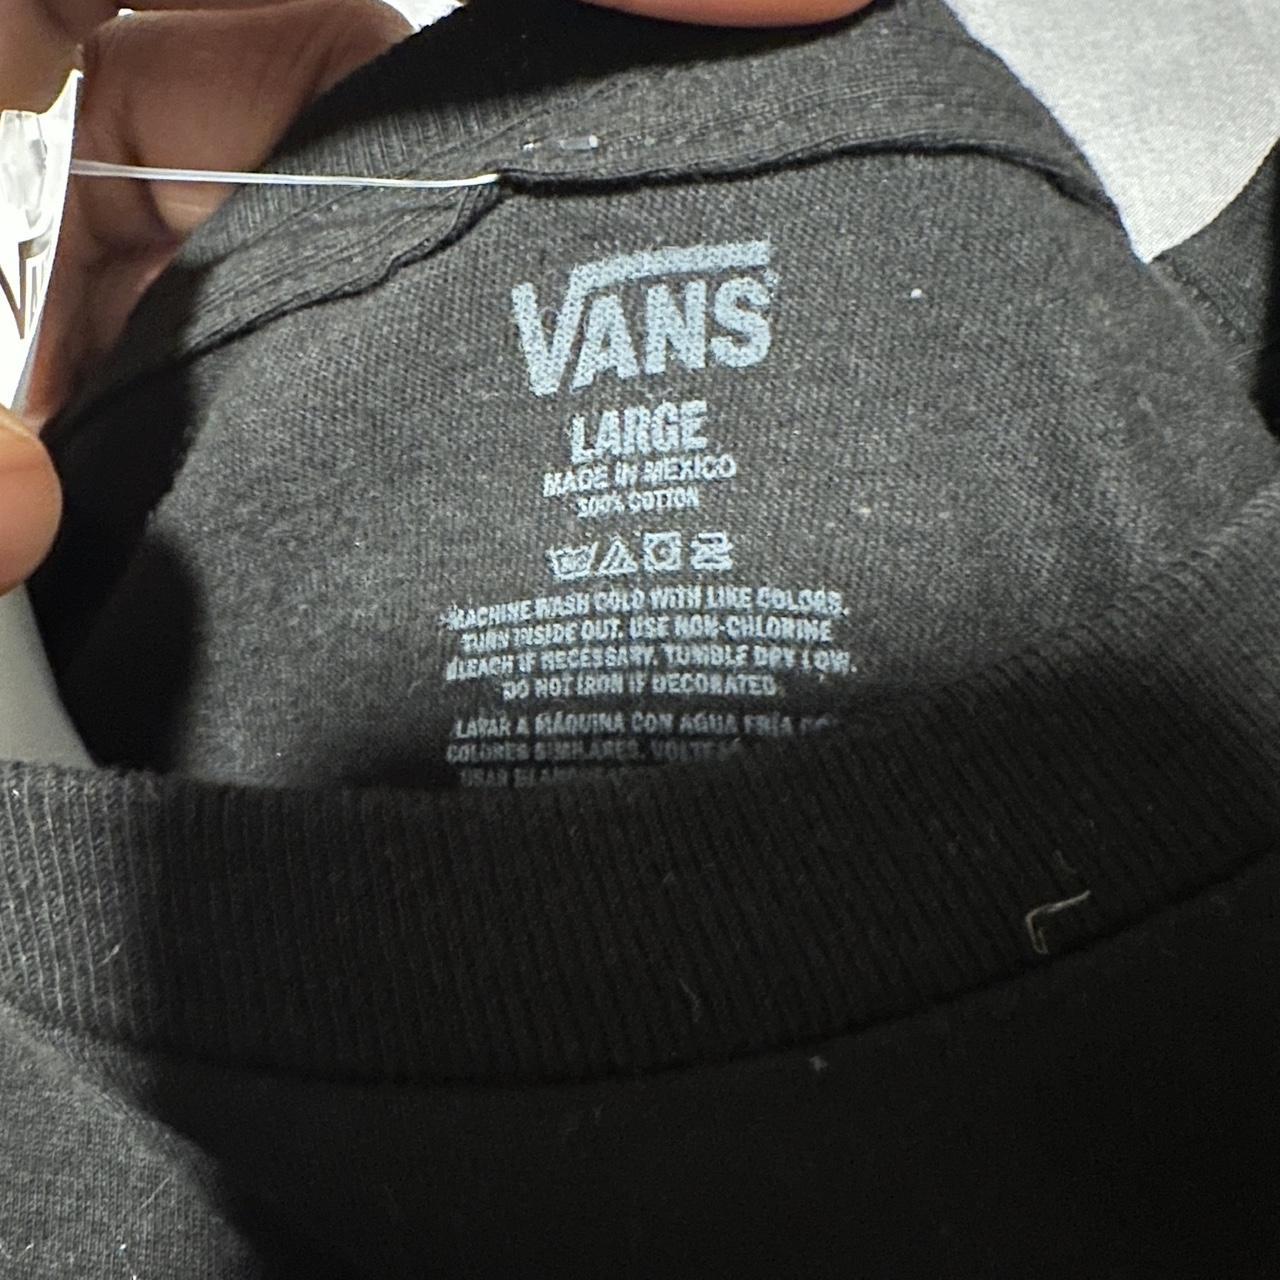 VANS
LARGE
MADE IN MEXICO
100% COTTON
MACHINE WASH COLD WITH LIKE COLORS.
TURN INSIDE OUT. USE NON-CHLORINE
BLEACH IF NECESSARY. TUMBLE DRY LOW.
DO NOT IRON IF DECORATED.
LAVAR A MÁQUINA CON AGUA FRÍA
COLORES SIMILARES.
USAR